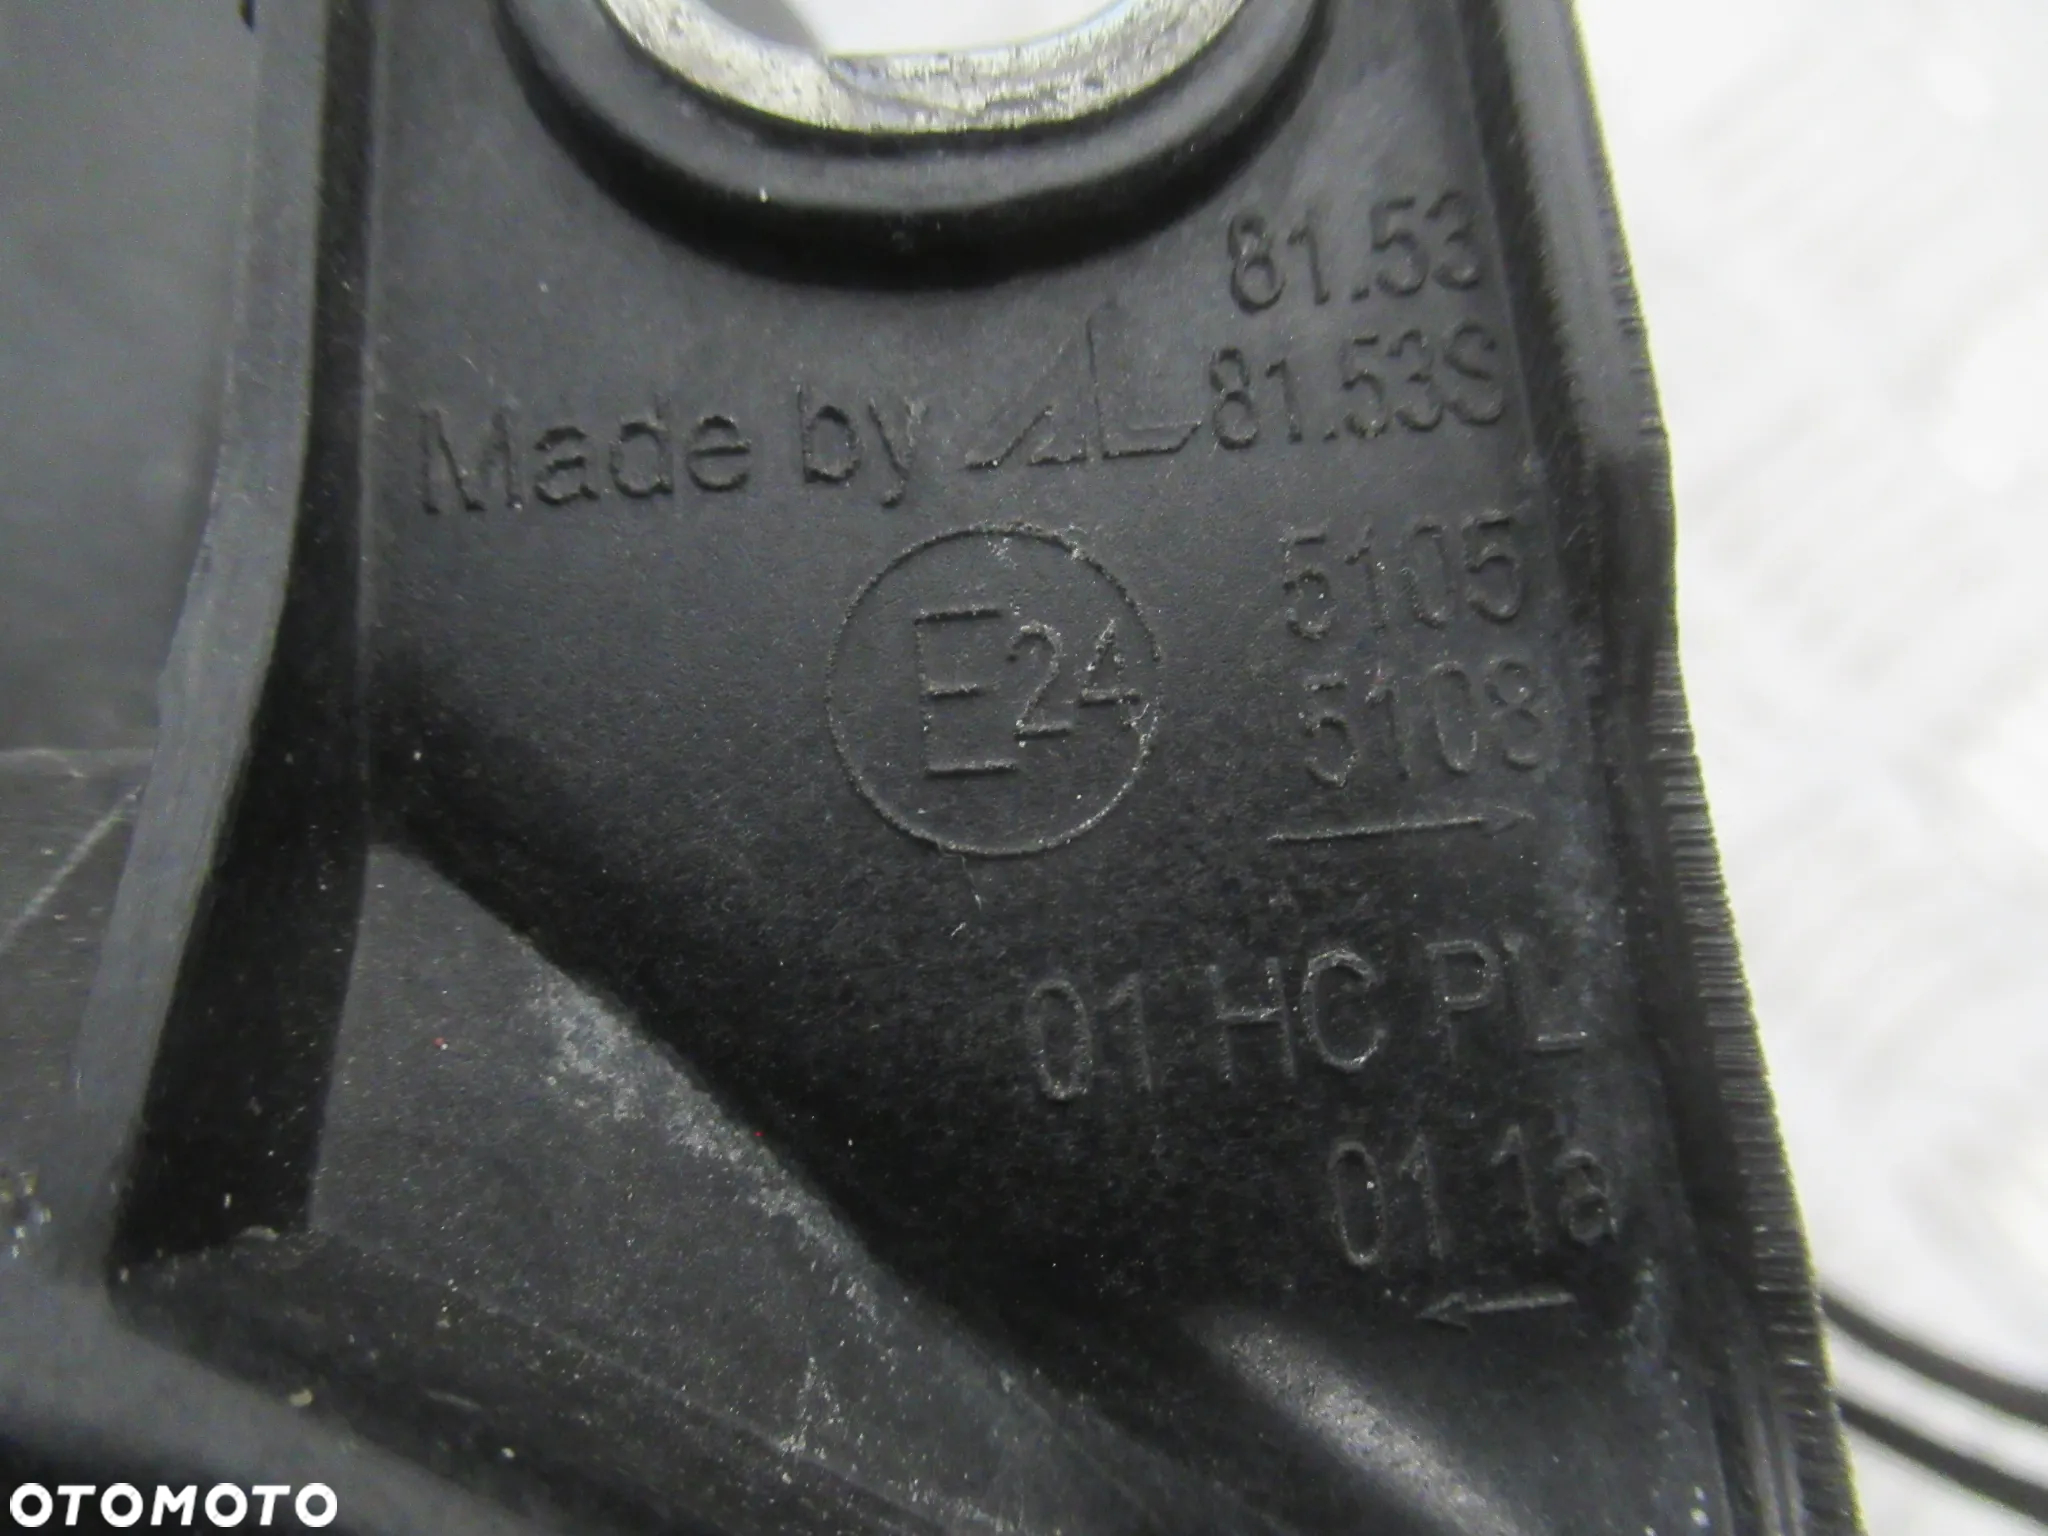 81.53
Made by AL 81.53S
E24 5105
5108
01 HC PL
01 1a
OTOMOTO